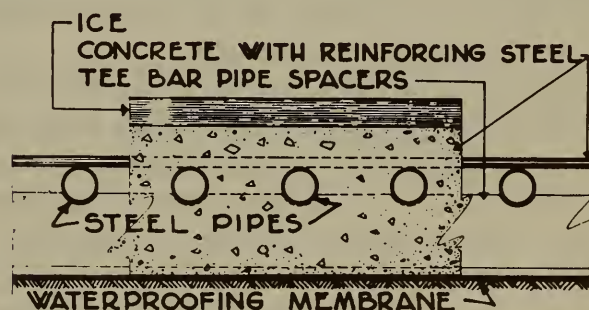 ICE
CONCRETE WITH REINFORCING STEEL
TEE BAR PIPE SPACERS
STEEL PIPES
WATERPROOFING MEMBRANE